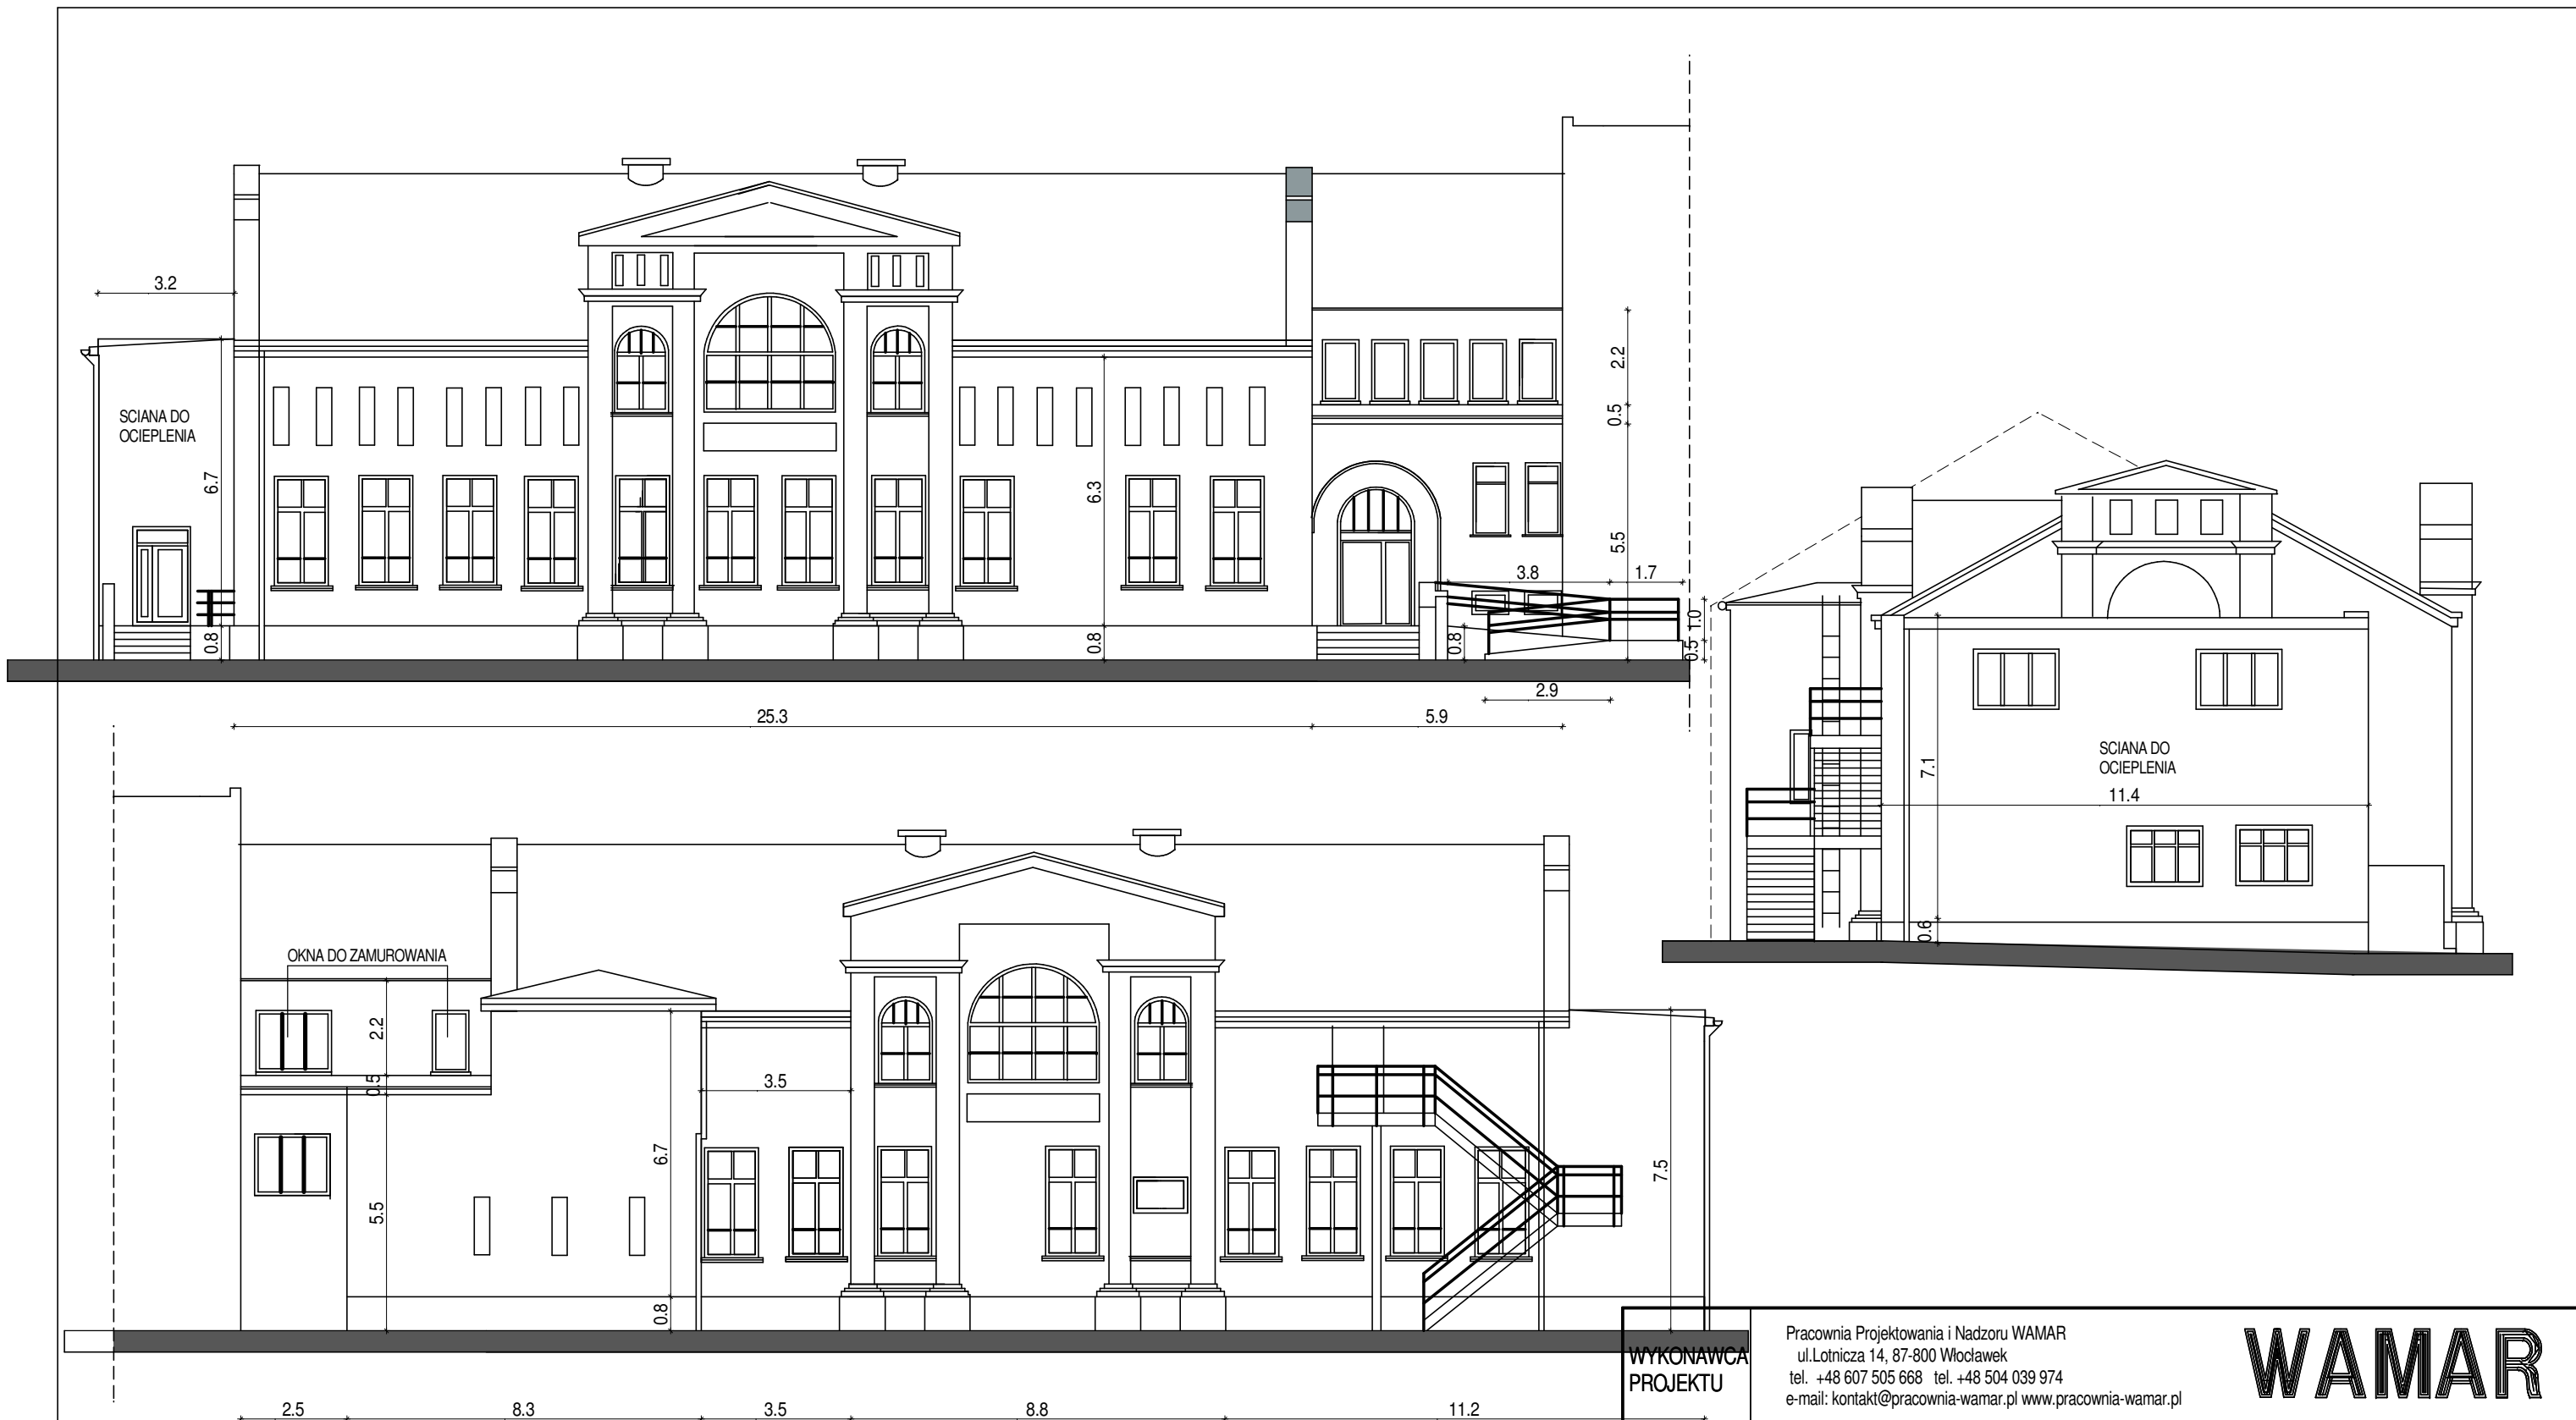 3.2
SCIANA DO
OCIEPLENIA
6.7
0.8
6.3
0.8
2.2
0.5
5.5
3.8
1.7
1.0
0.5
0.8
2.9
25.3
5.9
SCIANA DO
OCIEPLENIA
7.1
11.4
0.6
OKNA DO ZAMUROWANIA
2.2
0.5
5.5
6.7
0.8
3.5
7.5
2.5
8.3
3.5
8.8
11.2
WYKONAWCA
PROJEKTU
Pracownia Projektowania i Nadzoru WAMAR
ul.Lotnicza 14, 87-800 Włocławek
tel. +48 607 505 668 tel. +48 504 039 974
e-mail: kontakt@pracownia-wamar.pl www.pracownia-wamar.pl
WAMAR